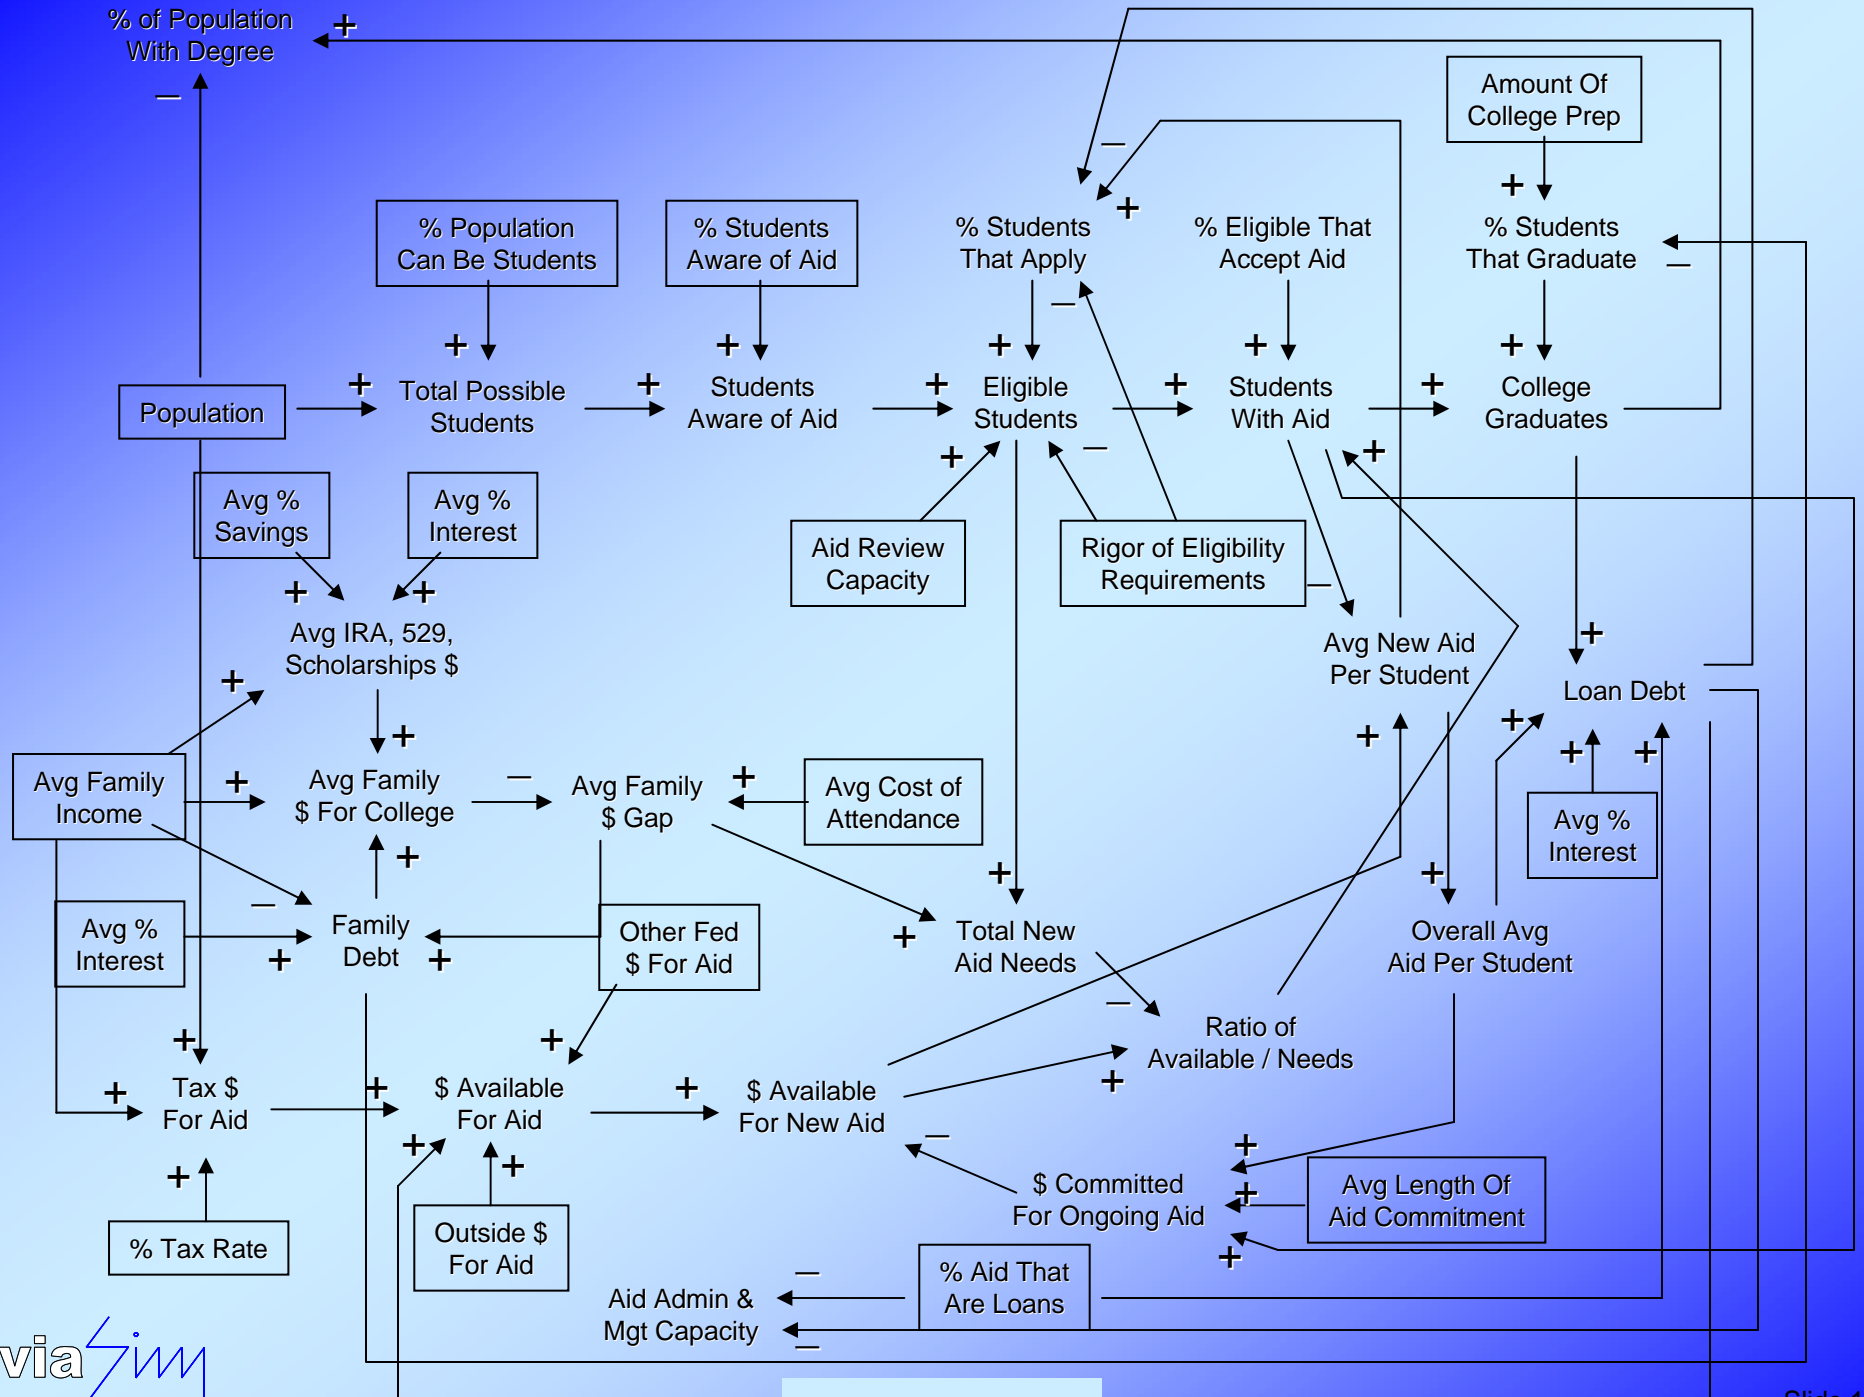 % of Population
With Degree
+
–
Amount Of
College Prep
–
+
+
% Population
Can Be Students
% Students
Aware of Aid
% Students
That Apply
% Eligible That
Accept Aid
% Students
That Graduate
–
–
+
+
+
+
+
Population
+
Total Possible
Students
+
Students
Aware of Aid
+
Eligible
Students
+
Students
With Aid
+
College
Graduates
+
–
+
Avg %
Savings
Avg %
Interest
Aid Review
Capacity
Rigor of Eligibility
Requirements
–
+
+
Avg IRA, 529,
Scholarships $
+
Avg New Aid
Per Student
+
Loan Debt
+
+
+
+
+
Avg Family
Income
+
Avg Family
$ For College
–
Avg Family
$ Gap
+
Avg Cost of
Attendance
Avg %
Interest
+
–
+
+
Avg %
Interest
+
Family
Debt
+
Other Fed
$ For Aid
+
Total New
Aid Needs
Overall Avg
Aid Per Student
–
Ratio of
Available / Needs
+
+
+
Tax $
For Aid
+
+
$ Available
For Aid
+
$ Available
For New Aid
+
–
+
+
+
+
$ Committed
For Ongoing Aid
+
Avg Length Of
Aid Commitment
+
% Tax Rate
Outside $
For Aid
Aid Admin &
Mgt Capacity
–
–
% Aid That
Are Loans
via Sim